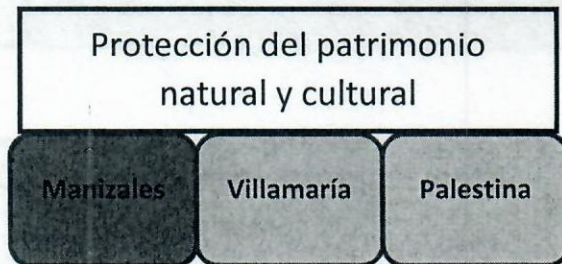 Protección del patrimonio
natural y cultural
Manizales Villamaría Palestina